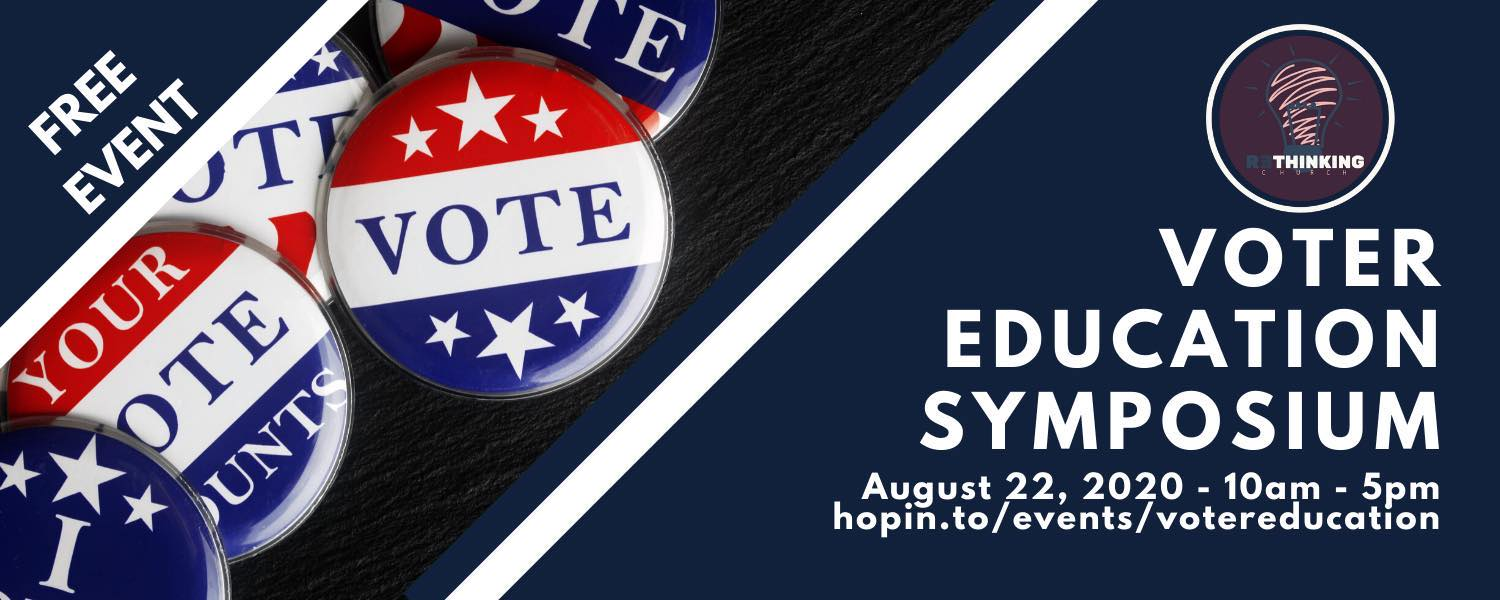 FREE
EVENT
VOTE
VOTE
VOTE
YOUR
VOTE
COUNTS
I
RETHINKING
CHURCH
VOTER
EDUCATION
SYMPOSIUM
August 22, 2020 - 10am - 5pm
hopin.to/events/votereducation